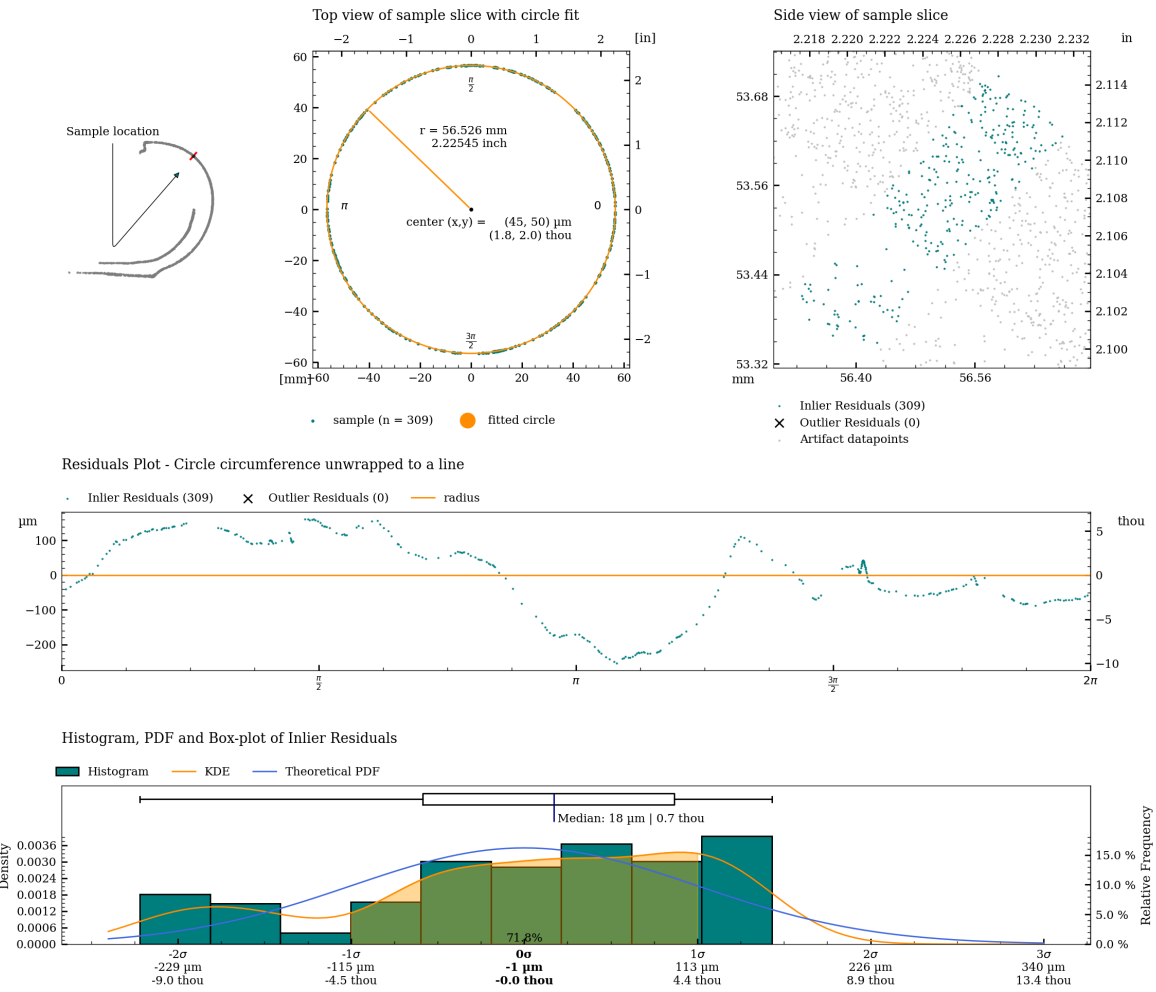 Top view of sample slice with circle fit
Side view of sample slice
−2 −1 0 1 2 [in]
2.218 2.220 2.222 2.224 2.226 2.228 2.230 2.232 in
Sample location
60
40
20
0
−20
−40
−60
2
1
0
−1
−2
π/2
r = 56.526 mm
2.22545 inch
π
0
center (x,y) = (45, 50) µm
(1.8, 2.0) thou
3π/2
[mm] −60 −40 −20 0 20 40 60
53.68
53.56
53.44
53.32
2.114
2.112
2.110
2.108
2.106
2.104
2.102
2.100
mm 56.40 56.56
sample (n = 309) fitted circle
Inlier Residuals (309)
Outlier Residuals (0)
Artifact datapoints
Residuals Plot - Circle circumference unwrapped to a line
Inlier Residuals (309) Outlier Residuals (0) radius
µm
100
0
−100
−200
thou
5
0
−5
−10
0 π/2 π 3π/2 2π
Histogram, PDF and Box-plot of Inlier Residuals
Histogram KDE Theoretical PDF
Median: 18 µm | 0.7 thou
Density
0.0036
0.0030
0.0024
0.0018
0.0012
0.0006
0.0000
Relative Frequency
15.0 %
10.0 %
5.0 %
0.0 %
71.8%
-2σ -1σ 0σ 1σ 2σ 3σ
-229 µm -115 µm -1 µm 113 µm 226 µm 340 µm
-9.0 thou -4.5 thou -0.0 thou 4.4 thou 8.9 thou 13.4 thou